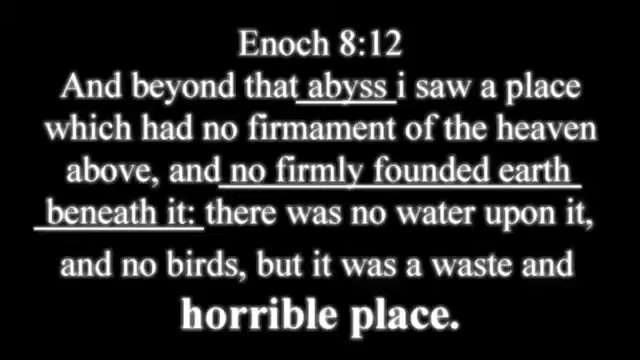 Enoch 8:12
And beyond that abyss i saw a place
which had no firmament of the heaven
above, and no firmly founded earth
beneath it: there was no water upon it,
and no birds, but it was a waste and
horrible place.